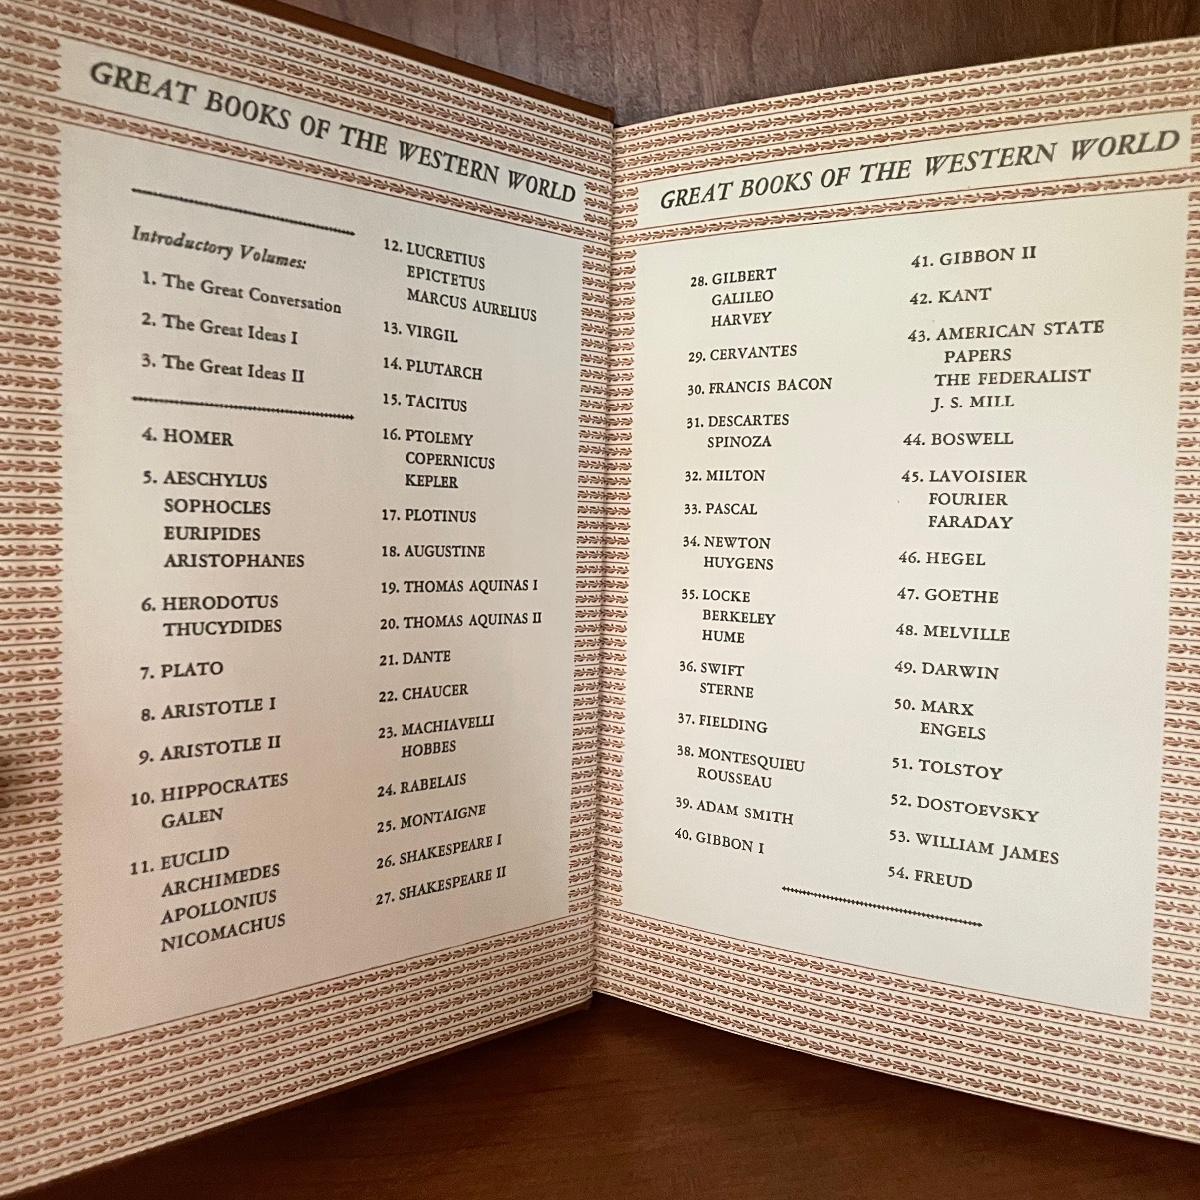 GREAT BOOKS OF THE WESTERN WORLD
Introductory Volumes:
1. The Great Conversation
2. The Great Ideas I
3. The Great Ideas II
4. HOMER
5. AESCHYLUS
SOPHOCLES
EURIPIDES
ARISTOPHANES
6. HERODOTUS
THUCYDIDES
7. PLATO
8. ARISTOTLE I
9. ARISTOTLE II
10. HIPPOCRATES
GALEN
11. EUCLID
ARCHIMEDES
APOLLONIUS
NICOMACHUS
12. LUCRETIUS
EPICTETUS
MARCUS AURELIUS
13. VIRGIL
14. PLUTARCH
15. TACITUS
16. PTOLEMY
COPERNICUS
KEPLER
17. PLOTINUS
18. AUGUSTINE
19. THOMAS AQUINAS I
20. THOMAS AQUINAS II
21. DANTE
22. CHAUCER
23. MACHIAVELLI
HOBBES
24. RABELAIS
25. MONTAIGNE
26. SHAKESPEARE I
27. SHAKESPEARE II
GREAT BOOKS OF THE WESTERN WORLD
28. GILBERT
GALILEO
HARVEY
29. CERVANTES
30. FRANCIS BACON
31. DESCARTES
SPINOZA
32. MILTON
33. PASCAL
34. NEWTON
HUYGENS
35. LOCKE
BERKELEY
HUME
36. SWIFT
STERNE
37. FIELDING
38. MONTESQUIEU
ROUSSEAU
39. ADAM SMITH
40. GIBBON I
41. GIBBON II
42. KANT
43. AMERICAN STATE
PAPERS
THE FEDERALIST
J. S. MILL
44. BOSWELL
45. LAVOISIER
FOURIER
FARADAY
46. HEGEL
47. GOETHE
48. MELVILLE
49. DARWIN
50. MARX
ENGELS
51. TOLSTOY
52. DOSTOEVSKY
53. WILLIAM JAMES
54. FREUD